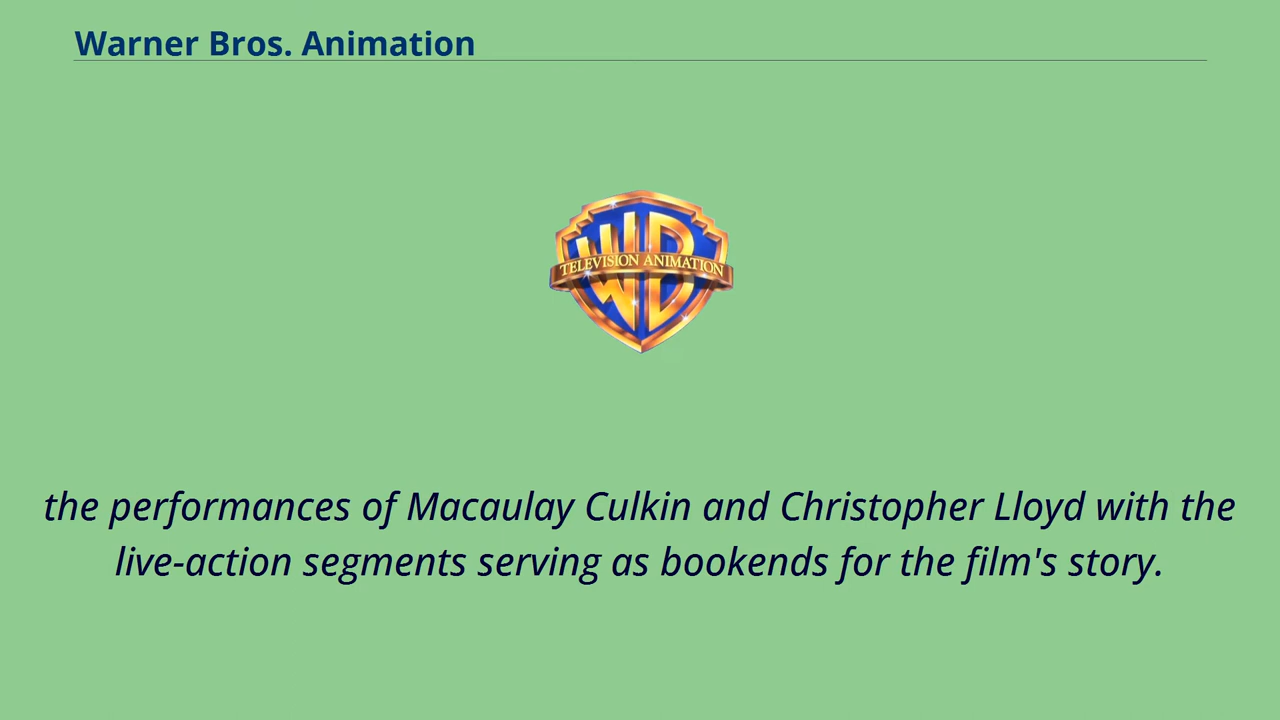 Warner Bros. Animation
WB
TELEVISION ANIMATION
the performances of Macaulay Culkin and Christopher Lloyd with the
live-action segments serving as bookends for the film's story.